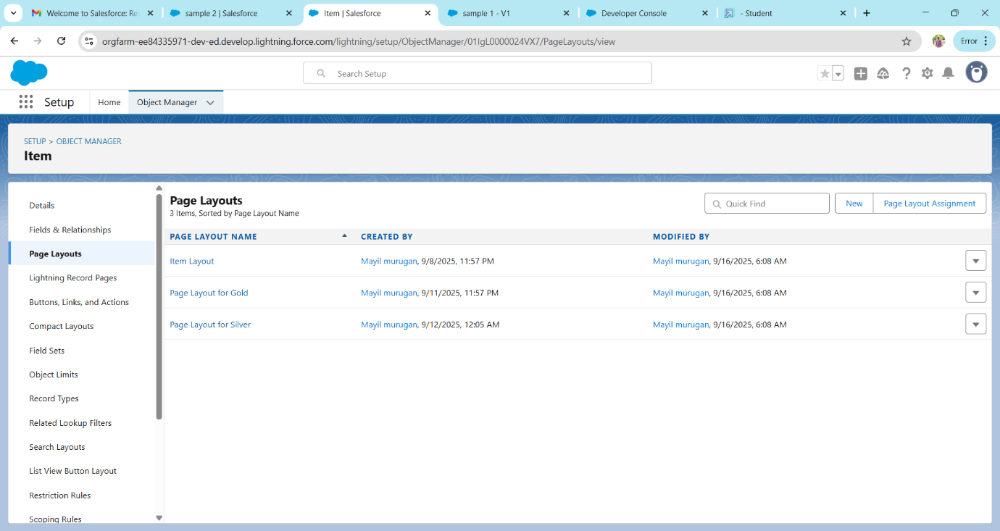 Welcome to Salesforce: Re
sample 2 | Salesforce
Item | Salesforce
sample 1 - V1
Developer Console
- Student
orgfarm-ee84335971-dev-ed.develop.lightning.force.com/lightning/setup/ObjectManager/01IgL0000024VX7/PageLayouts/view
Error
Search Setup
Setup
Home
Object Manager
SETUP > OBJECT MANAGER
Item
Details
Fields & Relationships
Page Layouts
Lightning Record Pages
Buttons, Links, and Actions
Compact Layouts
Field Sets
Object Limits
Record Types
Related Lookup Filters
Search Layouts
List View Button Layout
Restriction Rules
Scoping Rules
Page Layouts
3 Items, Sorted by Page Layout Name
Quick Find
New
Page Layout Assignment
PAGE LAYOUT NAME CREATED BY MODIFIED BY
Item Layout Mayil murugan, 9/8/2025, 11:57 PM Mayil murugan, 9/16/2025, 6:08 AM
Page Layout for Gold Mayil murugan, 9/11/2025, 11:57 PM Mayil murugan, 9/16/2025, 6:08 AM
Page Layout for Silver Mayil murugan, 9/12/2025, 12:05 AM Mayil murugan, 9/16/2025, 6:08 AM